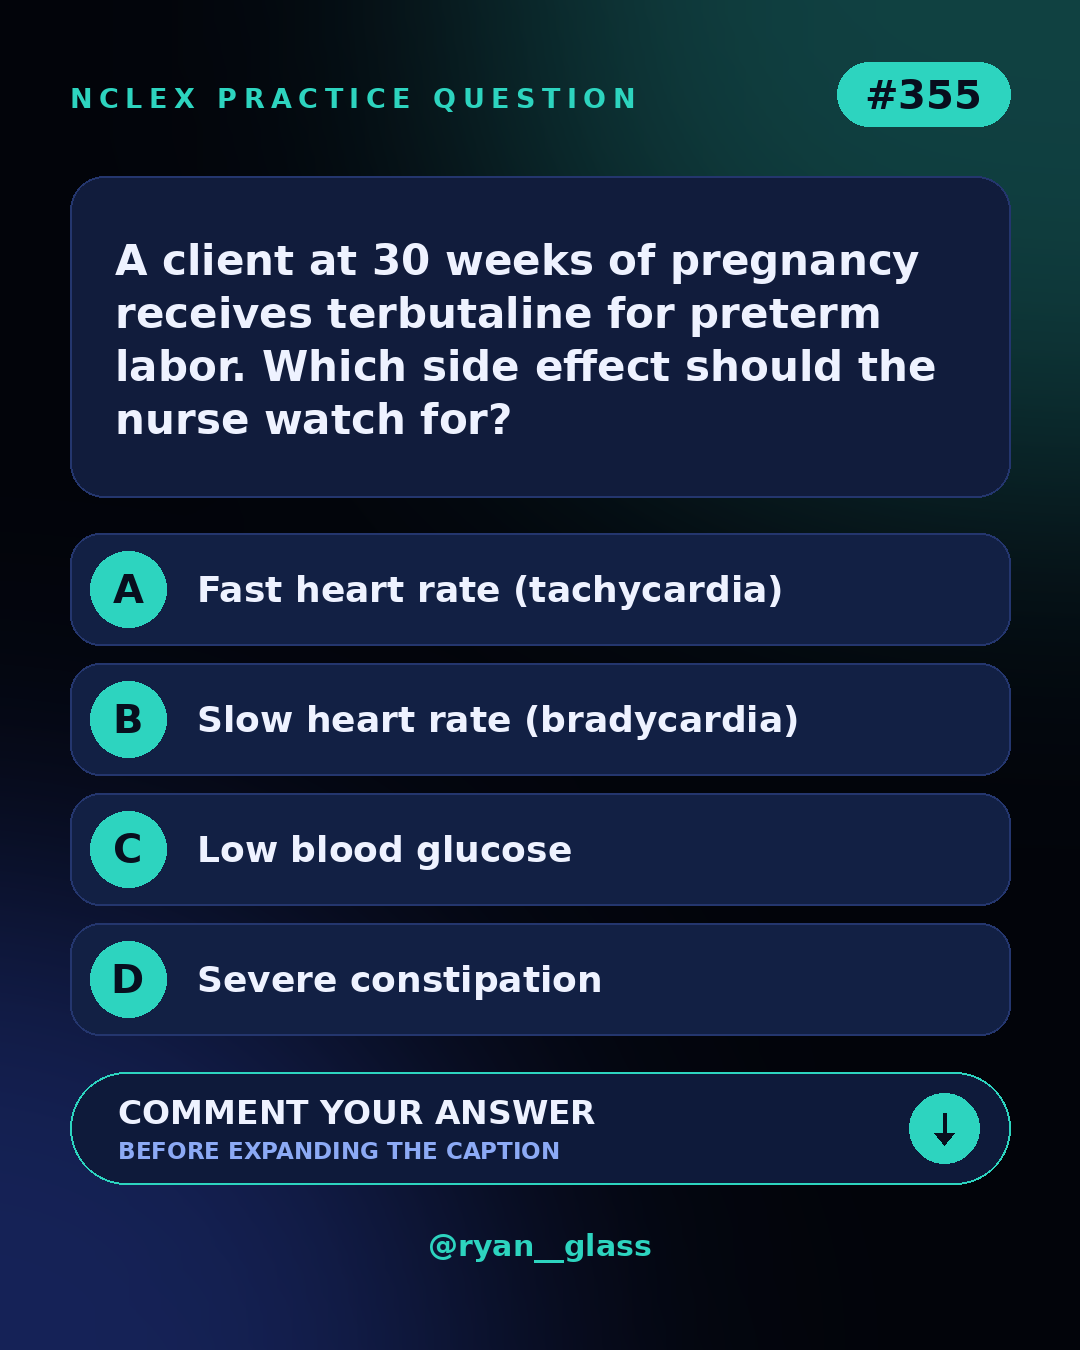 NCLEX PRACTICE QUESTION
#355
A client at 30 weeks of pregnancy
receives terbutaline for preterm
labor. Which side effect should the
nurse watch for?
A Fast heart rate (tachycardia)
B Slow heart rate (bradycardia)
C Low blood glucose
D Severe constipation
COMMENT YOUR ANSWER
BEFORE EXPANDING THE CAPTION
@ryan__glass